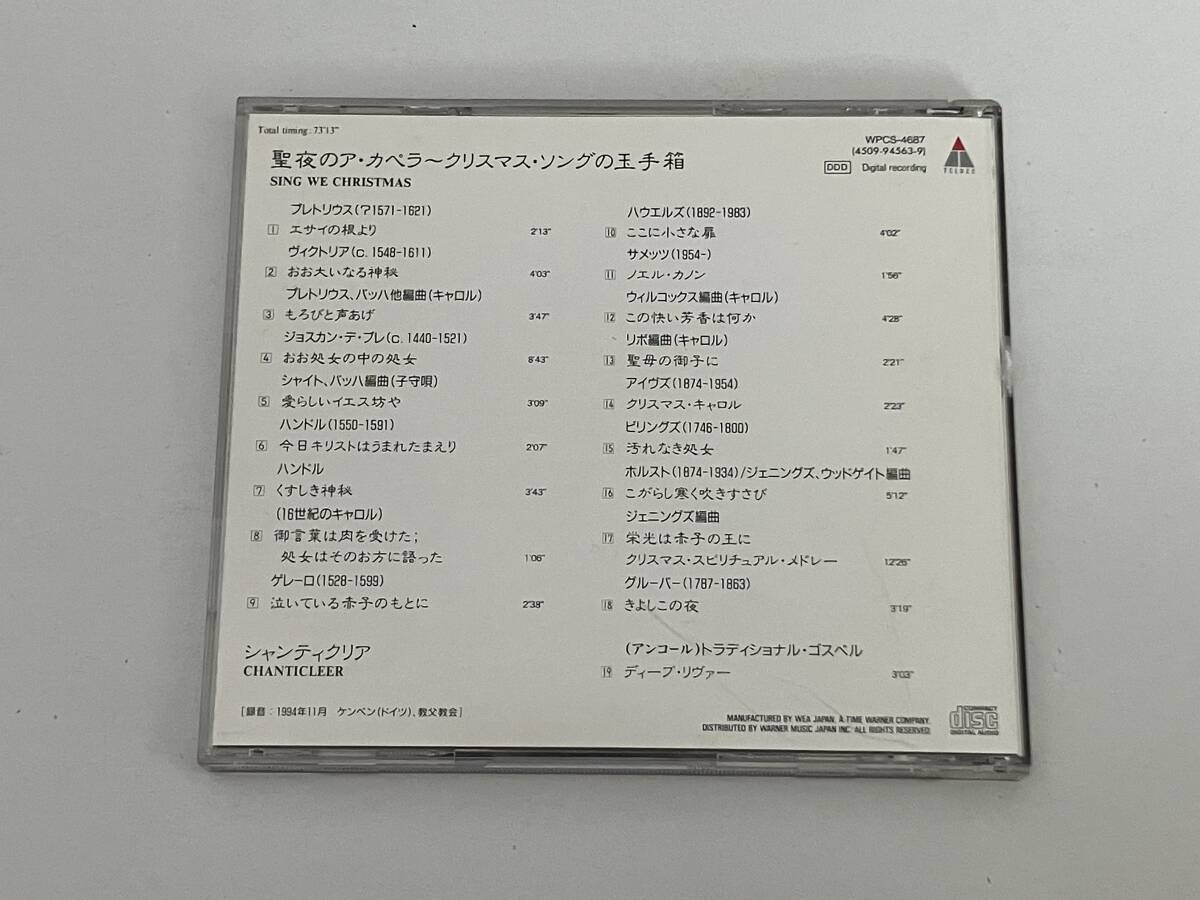 Total timing: 73'13"
聖夜のア・カペラ〜クリスマス・ソングの玉手箱
SING WE CHRISTMAS
WPCS-4687
(4509-94563-9)
DDD Digital recording
TELDEC
プレトリウス(?1571-1621)
1 エサイの根より 2'13"
ヴィクトリア(c. 1548-1611)
2 おお大いなる神秘 4'03"
プレトリウス、バッハ他編曲(キャロル)
3 もろびと声あげ 3'47"
ジョスカン・デ・プレ(c. 1440-1521)
4 おお処女の中の処女 8'43"
シャイト、バッハ編曲(子守唄)
5 愛らしいイエス坊や 3'09"
ハンドル(1550-1591)
6 今日キリストはうまれたまえり 2'07"
ハンドル
7 くすしき神秘 3'43"
(16世紀のキャロル)
8 御言葉は肉を受けた;
処女はそのお方に語った 1'06"
ゲレーロ(1528-1599)
9 泣いている赤子のもとに 2'38"
シャンティクリア
CHANTICLEER
[録音:1994年11月 ケンペン(ドイツ)、教父教会]
ハウエルズ(1892-1983)
10 ここに小さな扉 4'02"
サメッツ(1954-)
11 ノエル・カノン 1'56"
ウィルコックス編曲(キャロル)
12 この快い芳香は何か 4'28"
リボ編曲(キャロル)
13 聖母の御子に 2'21"
アイヴズ(1874-1954)
14 クリスマス・キャロル 2'23"
ビリングズ(1746-1800)
15 汚れなき処女 1'47"
ホルスト(1874-1934)/ジェニングズ、ウッドゲイト編曲
16 こがらし寒く吹きすさび 5'12"
ジェニングズ編曲
17 栄光は赤子の王に
クリスマス・スピリチュアル・メドレー 12'26"
グルーバー(1787-1863)
18 きよしこの夜 3'19"
(アンコール)トラディショナル・ゴスペル
19 ディープ・リヴァー 3'03"
MANUFACTURED BY WEA JAPAN, A TIME WARNER COMPANY.
DISTRIBUTED BY WARNER MUSIC JAPAN INC. ALL RIGHTS RESERVED.
COMPACT
disc
DIGITAL AUDIO